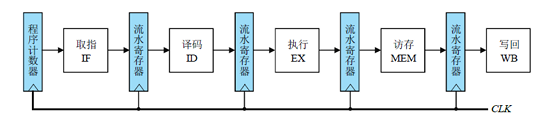 程序计数器
取指
IF
流水寄存器
译码
ID
流水寄存器
执行
EX
流水寄存器
访存
MEM
流水寄存器
写回
WB
CLK